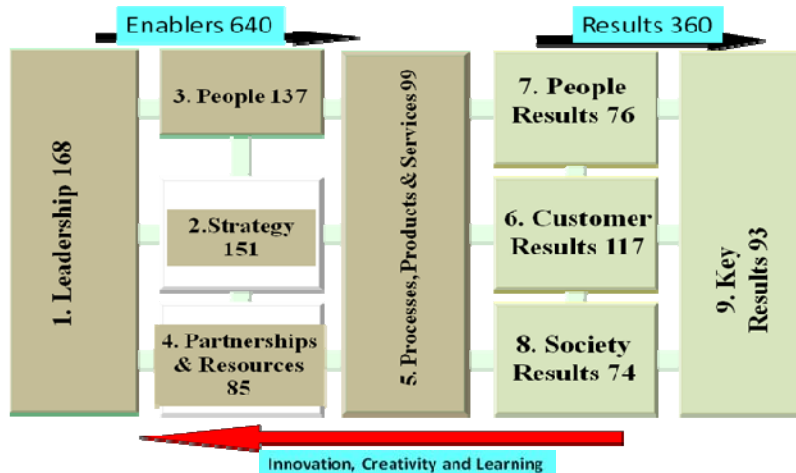 Enablers 640
Results 360
1. Leadership 168
3. People 137
2.Strategy
151
4. Partnerships
& Resources
85
5. Processes,Products & Services 99
7. People
Results 76
6. Customer
Results 117
8. Society
Results 74
9. Key
Results 93
Innovation, Creativity and Learning